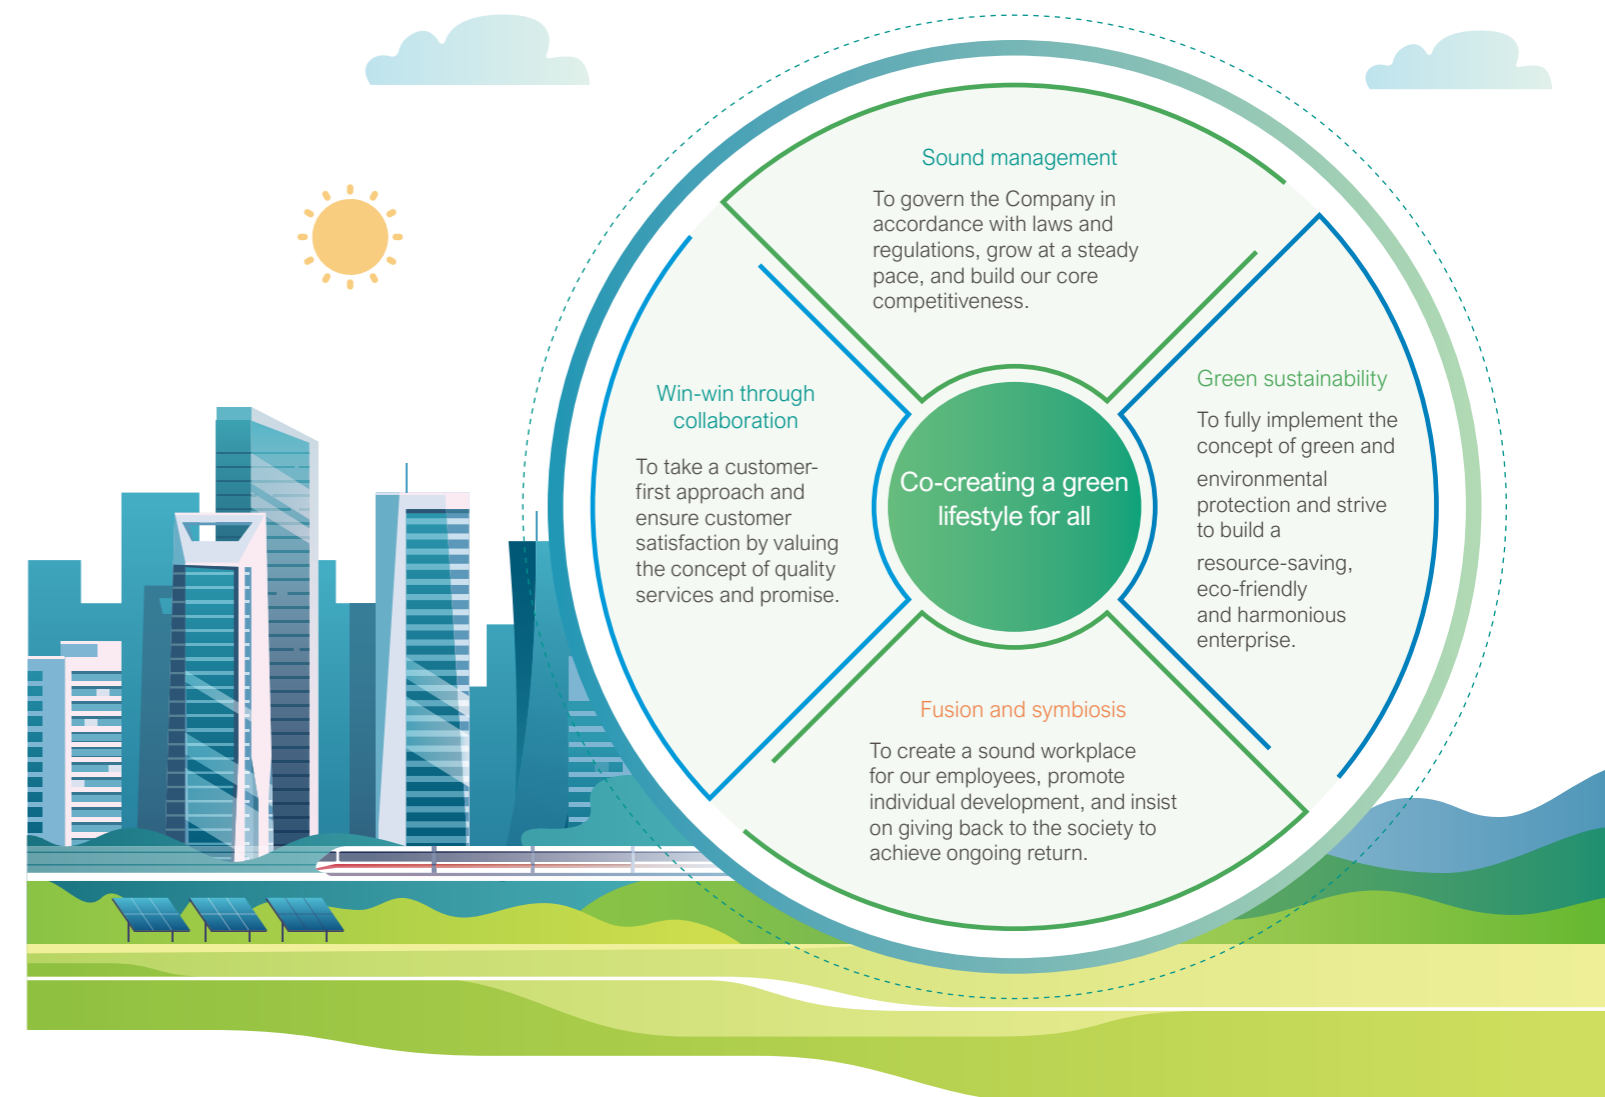 Sound management
To govern the Company in
accordance with laws and
regulations, grow at a steady
pace, and build our core
competitiveness.
Win-win through
collaboration
To take a customer-
first approach and
ensure customer
satisfaction by valuing
the concept of quality
services and promise.
Co-creating a green
lifestyle for all
Green sustainability
To fully implement the
concept of green and
environmental
protection and strive
to build a
resource-saving,
eco-friendly
and harmonious
enterprise.
Fusion and symbiosis
To create a sound workplace
for our employees, promote
individual development, and insist
on giving back to the society to
achieve ongoing return.